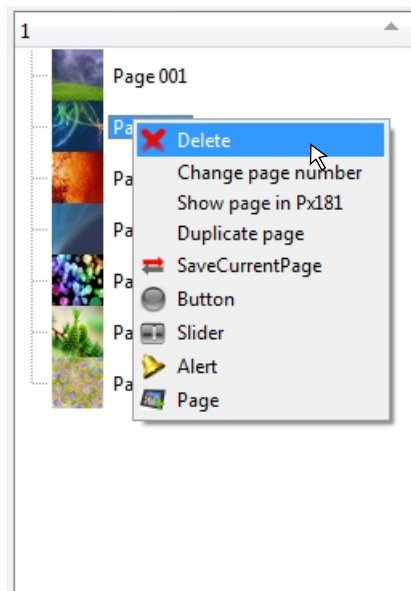 1
Page 001
Pa
Delete
Pa
Change page number
Show page in Px181
Pa
Duplicate page
SaveCurrentPage
Pa
Button
Pa
Slider
Alert
Pa
Page